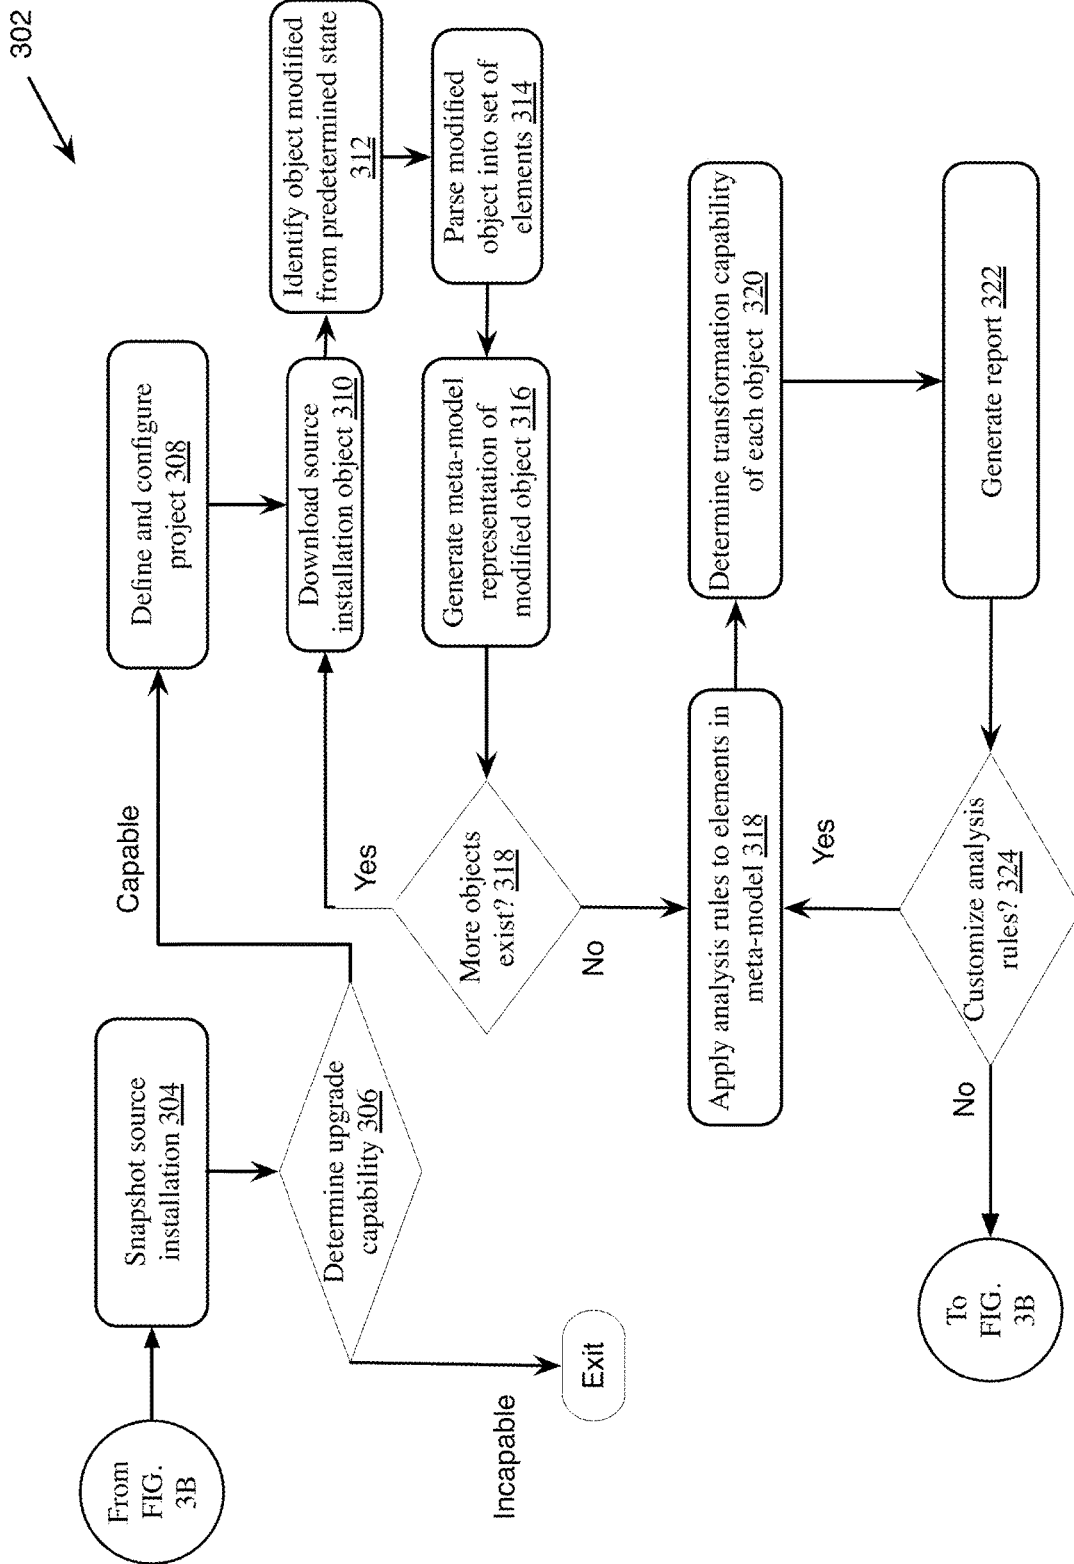 302
From
FIG.
3B
Snapshot source
installation 304
Determine upgrade
capability 306
Capable
Incapable
Exit
Define and configure
project 308
Download source
installation object 310
Identify object modified
from predetermined state
312
Parse modified
object into set of
elements 314
Generate meta-model
representation of
modified object 316
More objects
exist? 318
Yes
No
Apply analysis rules to elements in
meta-model 318
Determine transformation capability
of each object 320
Generate report 322
Customize analysis
rules? 324
Yes
No
To
FIG.
3B